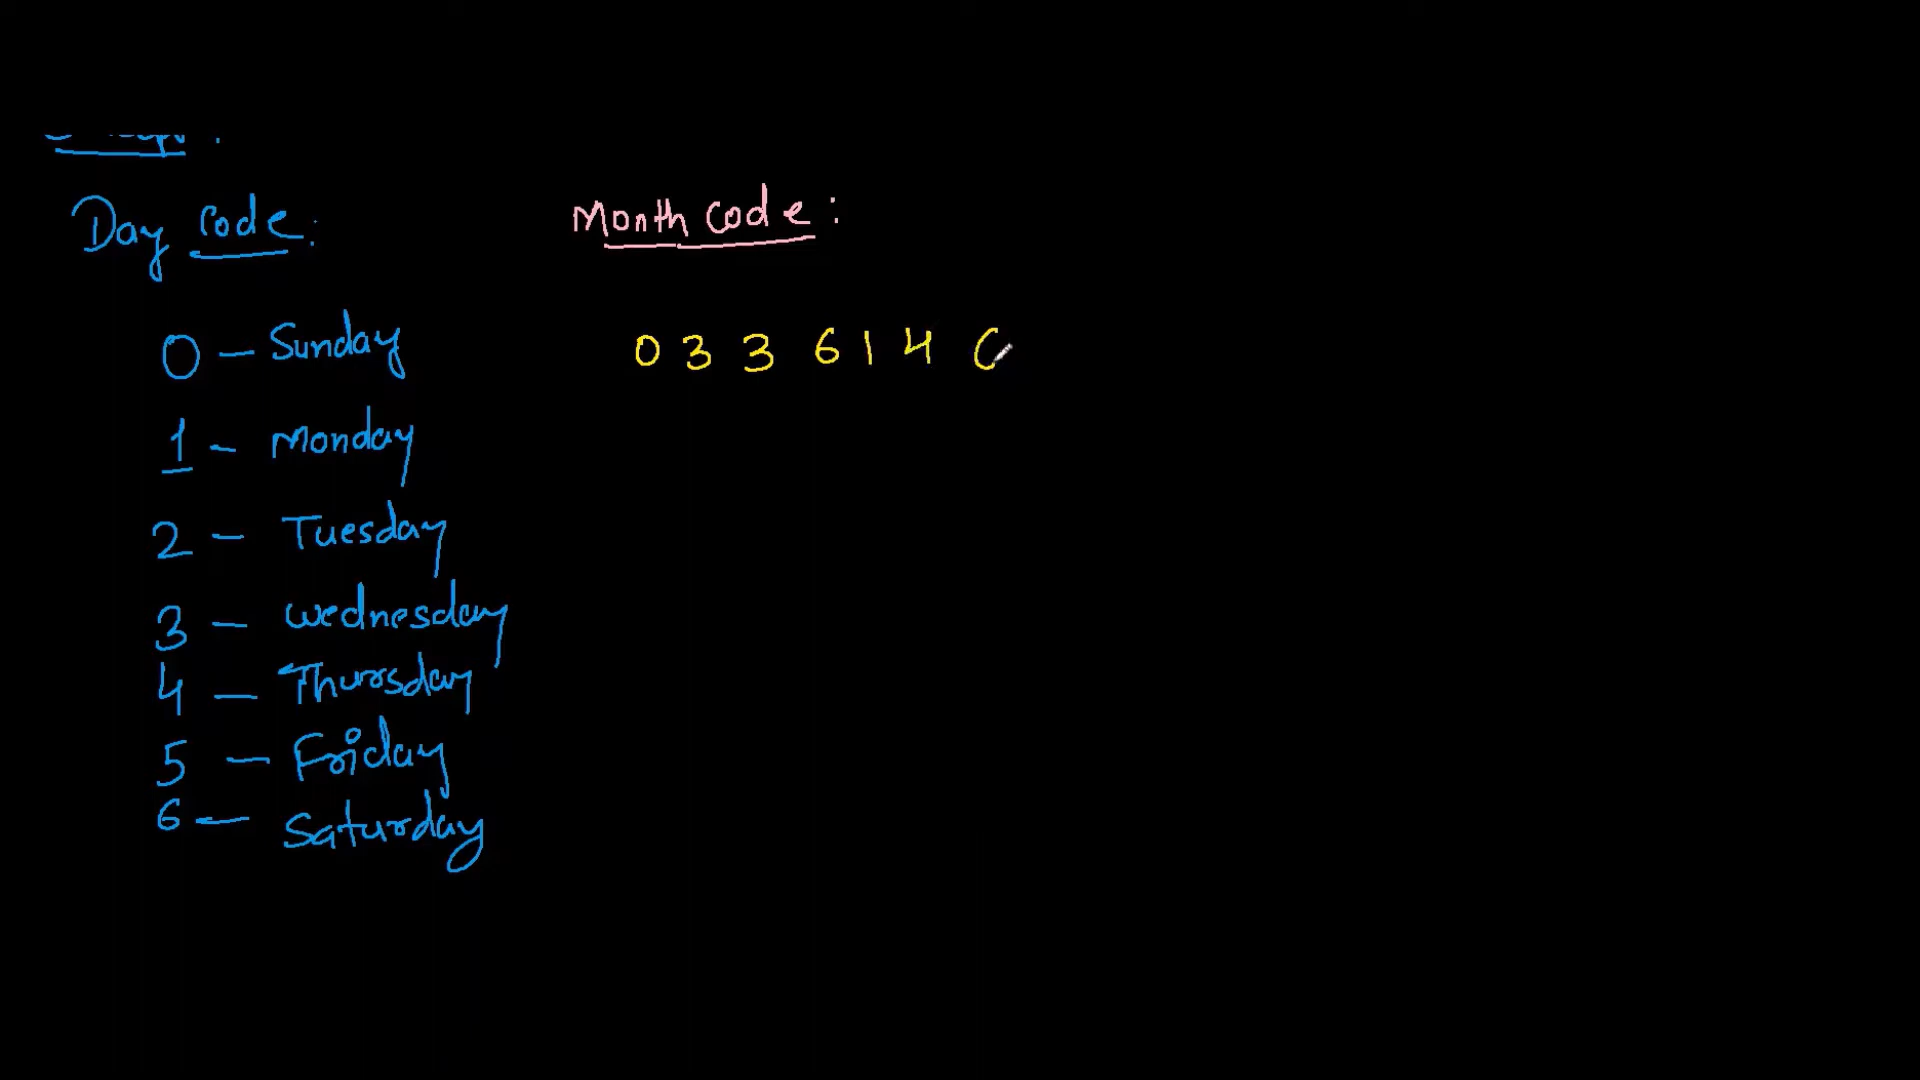 Day code:
0 - Sunday
1 - Monday
2 - Tuesday
3 - Wednesday
4 - Thursday
5 - Friday
6 - Saturday
Month code:
0 3 3 6 1 4